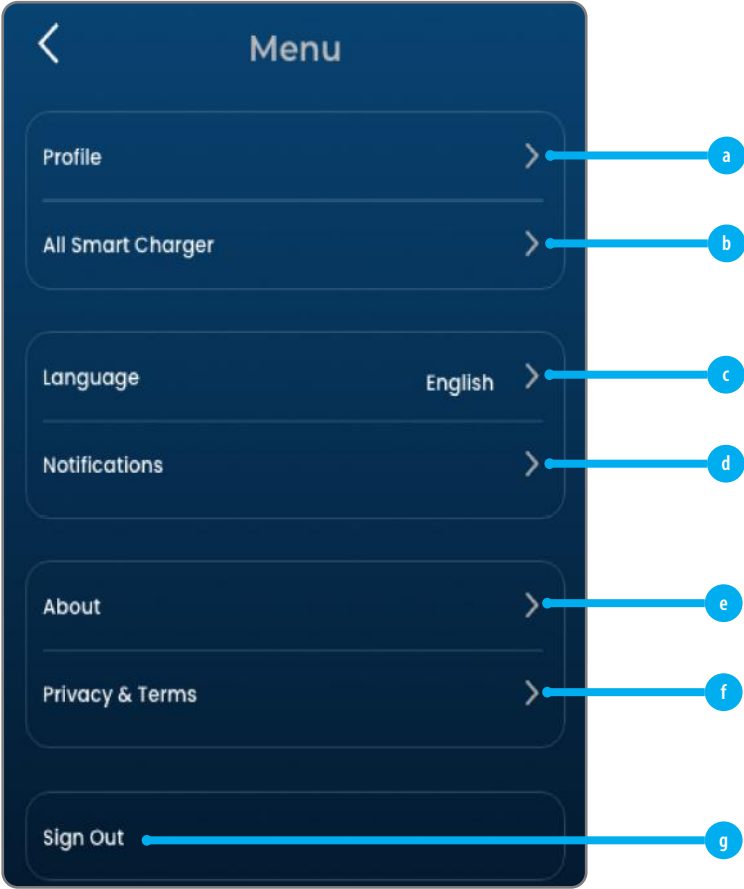 Menu
Profile
a
All Smart Charger
b
Language English
c
Notifications
d
About
e
Privacy & Terms
f
Sign Out
g